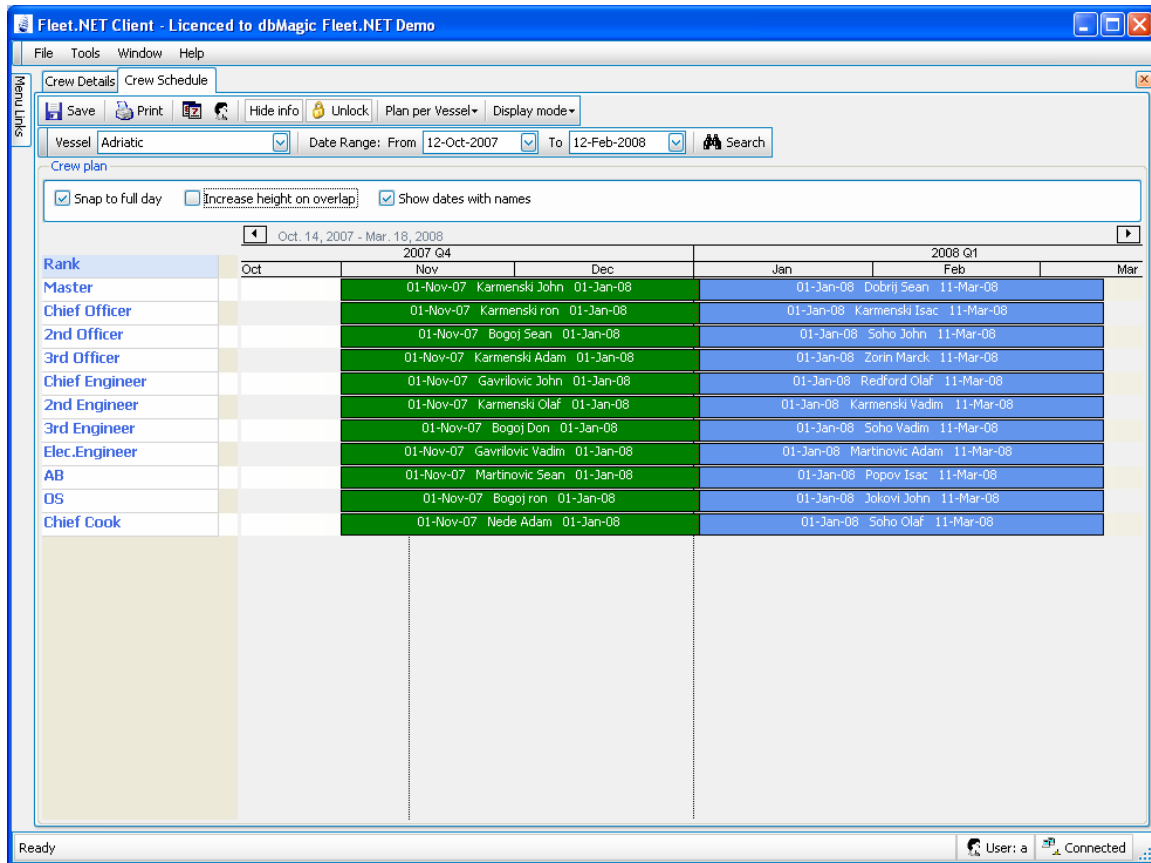 Fleet.NET Client - Licenced to dbMagic Fleet.NET Demo
File Tools Window Help
Menu Links
Crew Details Crew Schedule
Save Print Hide info Unlock Plan per Vessel Display mode
Vessel Adriatic Date Range: From 12-Oct-2007 To 12-Feb-2008 Search
Crew plan
Snap to full day Increase height on overlap Show dates with names
Oct. 14, 2007 - Mar. 18, 2008
2007 Q4 2008 Q1
Rank Oct Nov Dec Jan Feb Mar
Master 01-Nov-07 Karmenski John 01-Jan-08 01-Jan-08 Dobrij Sean 11-Mar-08
Chief Officer 01-Nov-07 Karmenski ron 01-Jan-08 01-Jan-08 Karmenski Isac 11-Mar-08
2nd Officer 01-Nov-07 Bogoj Sean 01-Jan-08 01-Jan-08 Soho John 11-Mar-08
3rd Officer 01-Nov-07 Karmenski Adam 01-Jan-08 01-Jan-08 Zorin Marck 11-Mar-08
Chief Engineer 01-Nov-07 Gavrilovic John 01-Jan-08 01-Jan-08 Redford Olaf 11-Mar-08
2nd Engineer 01-Nov-07 Karmenski Olaf 01-Jan-08 01-Jan-08 Karmenski Vadim 11-Mar-08
3rd Engineer 01-Nov-07 Bogoj Don 01-Jan-08 01-Jan-08 Soho Vadim 11-Mar-08
Elec.Engineer 01-Nov-07 Gavrilovic Vadim 01-Jan-08 01-Jan-08 Martinovic Adam 11-Mar-08
AB 01-Nov-07 Martinovic Sean 01-Jan-08 01-Jan-08 Popov Isac 11-Mar-08
OS 01-Nov-07 Bogoj ron 01-Jan-08 01-Jan-08 Jokovi John 11-Mar-08
Chief Cook 01-Nov-07 Nede Adam 01-Jan-08 01-Jan-08 Soho Olaf 11-Mar-08
Ready User: a Connected